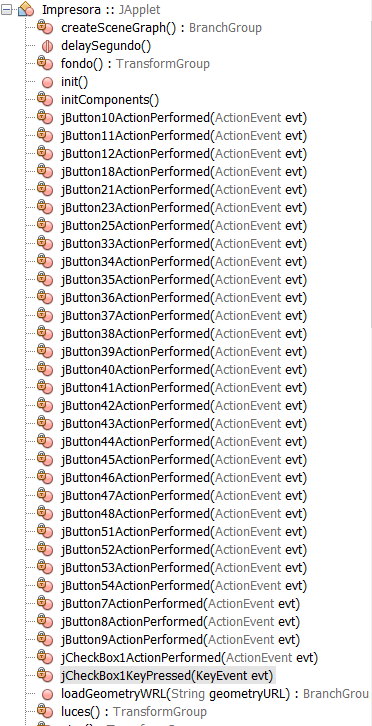 Impresora :: JApplet
createSceneGraph() : BranchGroup
delaySegundo()
fondo() : TransformGroup
init()
initComponents()
jButton10ActionPerformed(ActionEvent evt)
jButton11ActionPerformed(ActionEvent evt)
jButton12ActionPerformed(ActionEvent evt)
jButton18ActionPerformed(ActionEvent evt)
jButton21ActionPerformed(ActionEvent evt)
jButton23ActionPerformed(ActionEvent evt)
jButton25ActionPerformed(ActionEvent evt)
jButton33ActionPerformed(ActionEvent evt)
jButton34ActionPerformed(ActionEvent evt)
jButton35ActionPerformed(ActionEvent evt)
jButton36ActionPerformed(ActionEvent evt)
jButton37ActionPerformed(ActionEvent evt)
jButton38ActionPerformed(ActionEvent evt)
jButton39ActionPerformed(ActionEvent evt)
jButton40ActionPerformed(ActionEvent evt)
jButton41ActionPerformed(ActionEvent evt)
jButton42ActionPerformed(ActionEvent evt)
jButton43ActionPerformed(ActionEvent evt)
jButton44ActionPerformed(ActionEvent evt)
jButton45ActionPerformed(ActionEvent evt)
jButton46ActionPerformed(ActionEvent evt)
jButton47ActionPerformed(ActionEvent evt)
jButton48ActionPerformed(ActionEvent evt)
jButton51ActionPerformed(ActionEvent evt)
jButton52ActionPerformed(ActionEvent evt)
jButton53ActionPerformed(ActionEvent evt)
jButton54ActionPerformed(ActionEvent evt)
jButton7ActionPerformed(ActionEvent evt)
jButton8ActionPerformed(ActionEvent evt)
jButton9ActionPerformed(ActionEvent evt)
jCheckBox1ActionPerformed(ActionEvent evt)
jCheckBox1KeyPressed(KeyEvent evt)
loadGeometryWRL(String geometryURL) : BranchGrou
luces() : TransformGroup